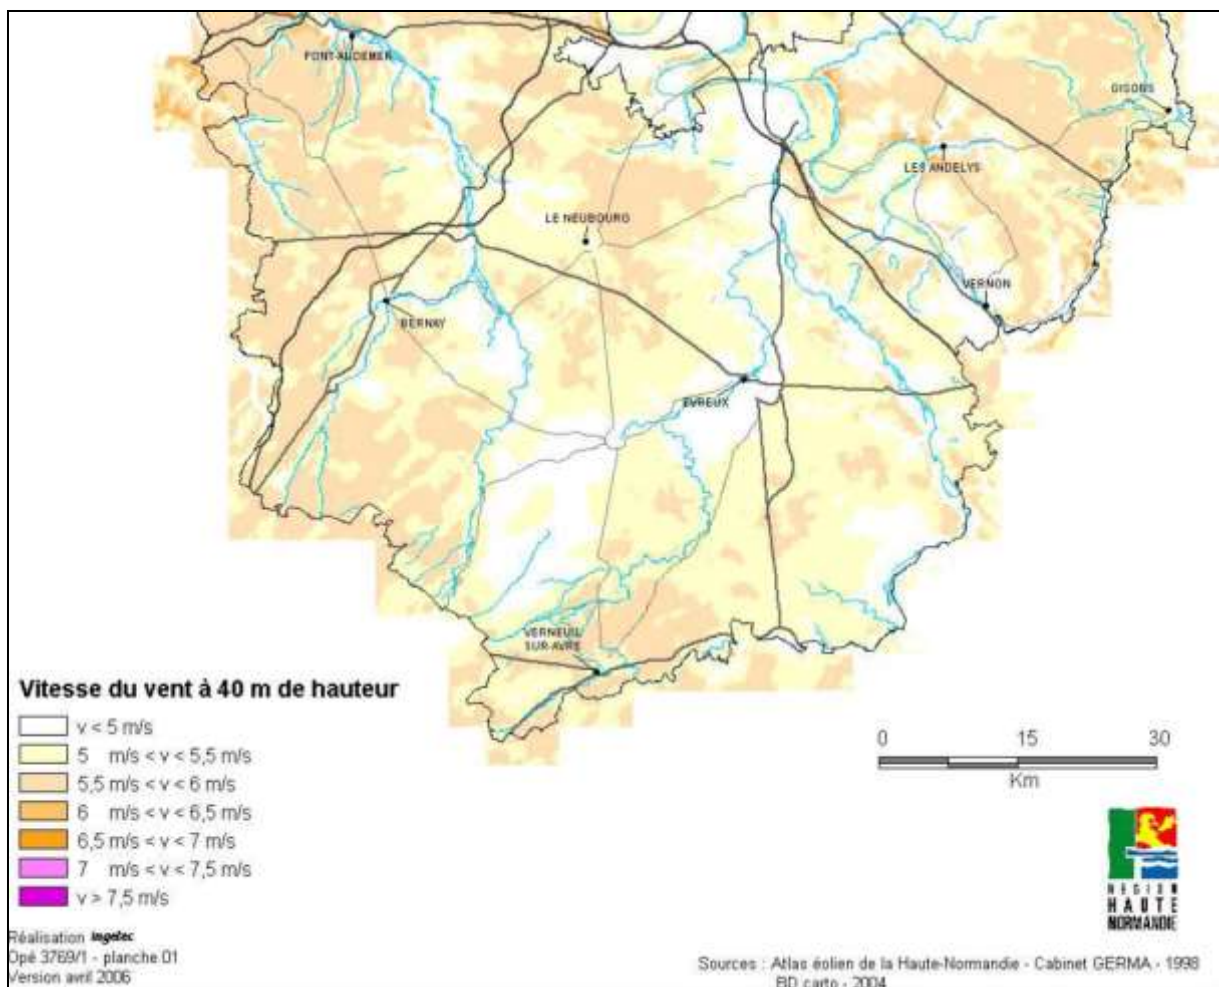 PONT-AUDEMER
GISORS
LES ANDELYS
LE NEUBOURG
VERNON
BERNAY
EVREUX
VERNEUIL
SUR-AVRE
Vitesse du vent à 40 m de hauteur
v < 5 m/s
5 m/s < v < 5,5 m/s
5,5 m/s < v < 6 m/s
6 m/s < v < 6,5 m/s
6,5 m/s < v < 7 m/s
7 m/s < v < 7,5 m/s
v > 7,5 m/s
0 15 30
Km
REGION
HAUTE
NORMANDIE
Réalisation ingetec
Opé 3769/1 - planche 01
Version avril 2006
Sources : Atlas éolien de la Haute-Normandie - Cabinet GERMA - 1998
BD carto - 2004